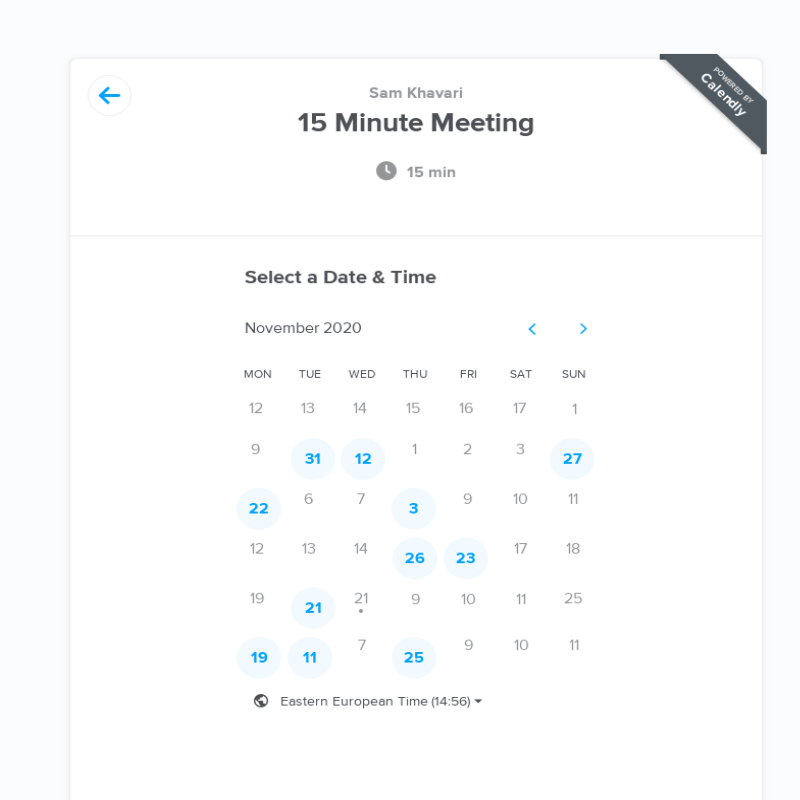 Sam Khavari
15 Minute Meeting
15 min
POWERED BY
Calendly
Select a Date & Time
November 2020
MON TUE WED THU FRI SAT SUN
12 13 14 15 16 17 1
9 31 12 1 2 3 27
22 6 7 3 9 10 11
12 13 14 26 23 17 18
19 21 21 9 10 11 25
19 11 7 25 9 10 11
Eastern European Time (14:56)